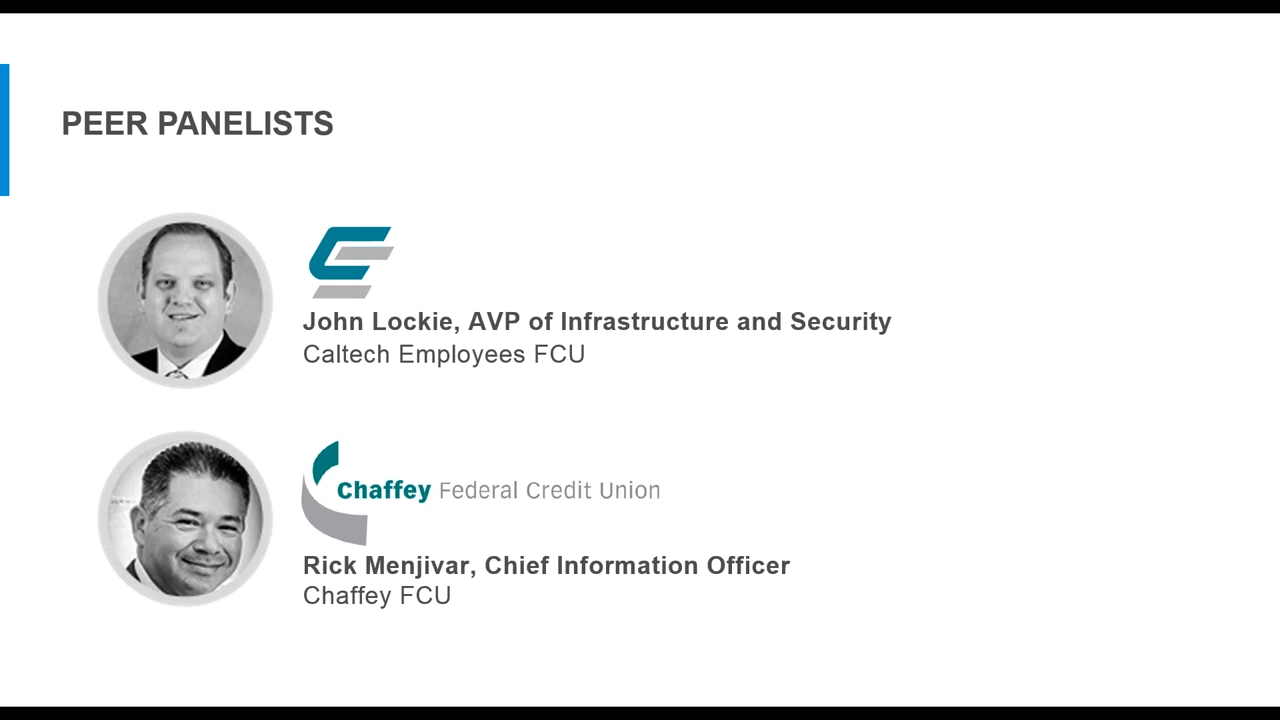 PEER PANELISTS
John Lockie, AVP of Infrastructure and Security
Caltech Employees FCU
Chaffey Federal Credit Union
Rick Menjivar, Chief Information Officer
Chaffey FCU